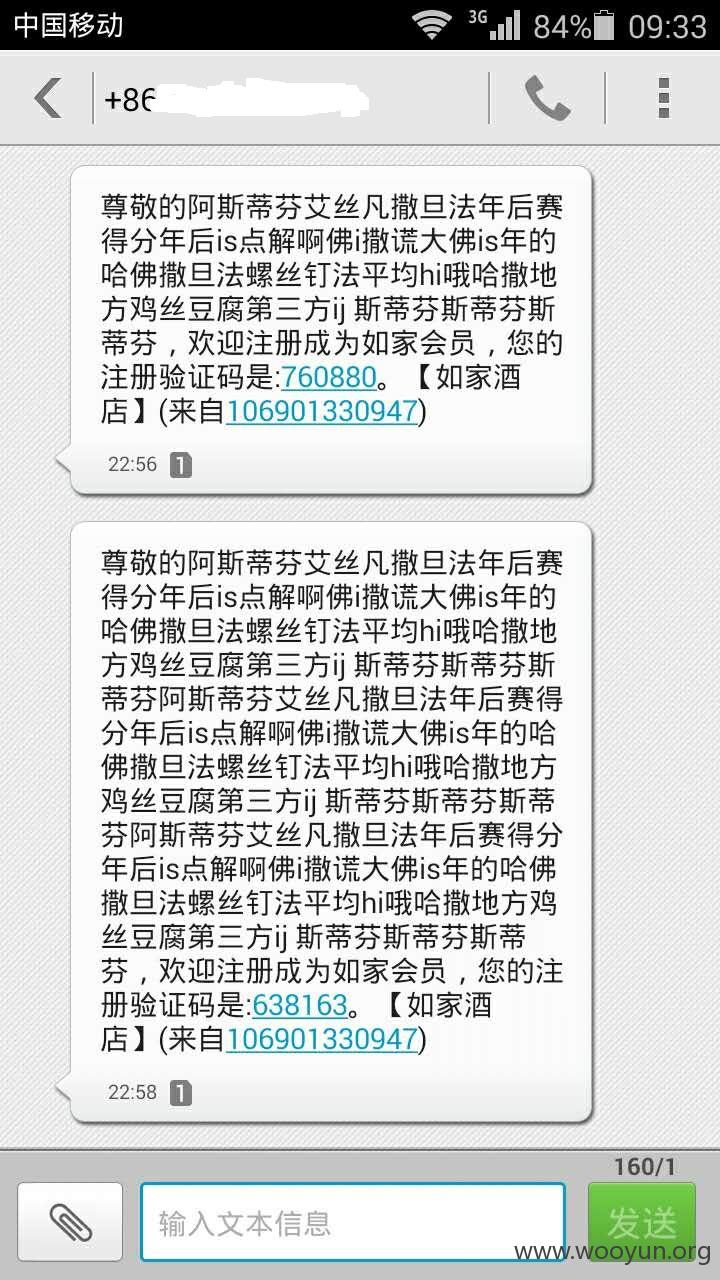 中国移动 3G 84% 09:33
+86
尊敬的阿斯蒂芬艾丝凡撒旦法年后赛
得分年后is点解啊佛i撒谎大佛is年的
哈佛撒旦法螺丝钉法平均hi哦哈撒地
方鸡丝豆腐第三方ij 斯蒂芬斯蒂芬斯
蒂芬，欢迎注册成为如家会员，您的
注册验证码是:760880。【如家酒
店】(来自106901330947)
22:56 1
尊敬的阿斯蒂芬艾丝凡撒旦法年后赛
得分年后is点解啊佛i撒谎大佛is年的
哈佛撒旦法螺丝钉法平均hi哦哈撒地
方鸡丝豆腐第三方ij 斯蒂芬斯蒂芬斯
蒂芬阿斯蒂芬艾丝凡撒旦法年后赛得
分年后is点解啊佛i撒谎大佛is年的哈
佛撒旦法螺丝钉法平均hi哦哈撒地方
鸡丝豆腐第三方ij 斯蒂芬斯蒂芬斯蒂
芬阿斯蒂芬艾丝凡撒旦法年后赛得分
年后is点解啊佛i撒谎大佛is年的哈佛
撒旦法螺丝钉法平均hi哦哈撒地方鸡
丝豆腐第三方ij 斯蒂芬斯蒂芬斯蒂
芬，欢迎注册成为如家会员，您的注
册验证码是:638163。【如家酒
店】(来自106901330947)
22:58 1
160/1
输入文本信息 发送
www.wooyun.org